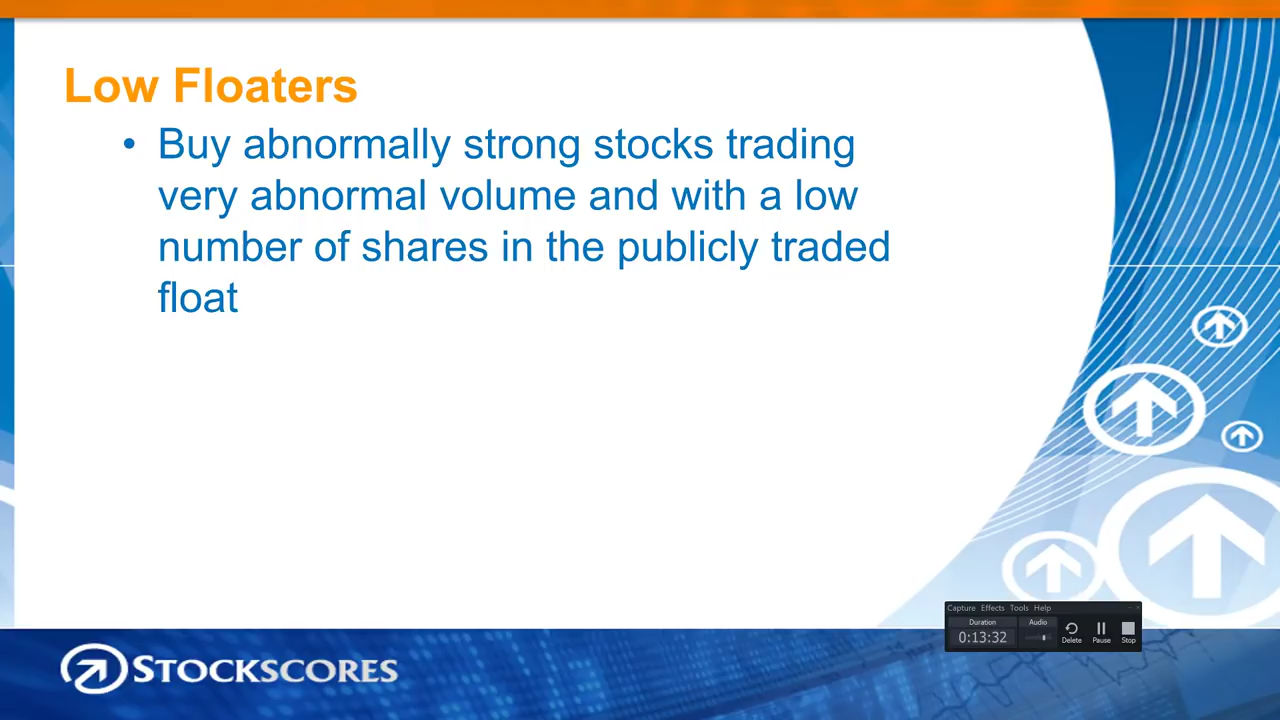 Low Floaters
• Buy abnormally strong stocks trading
very abnormal volume and with a low
number of shares in the publicly traded
float
Capture Effects Tools Help
Duration Audio
0:13:32 Delete Pause Stop
STOCKSCORES